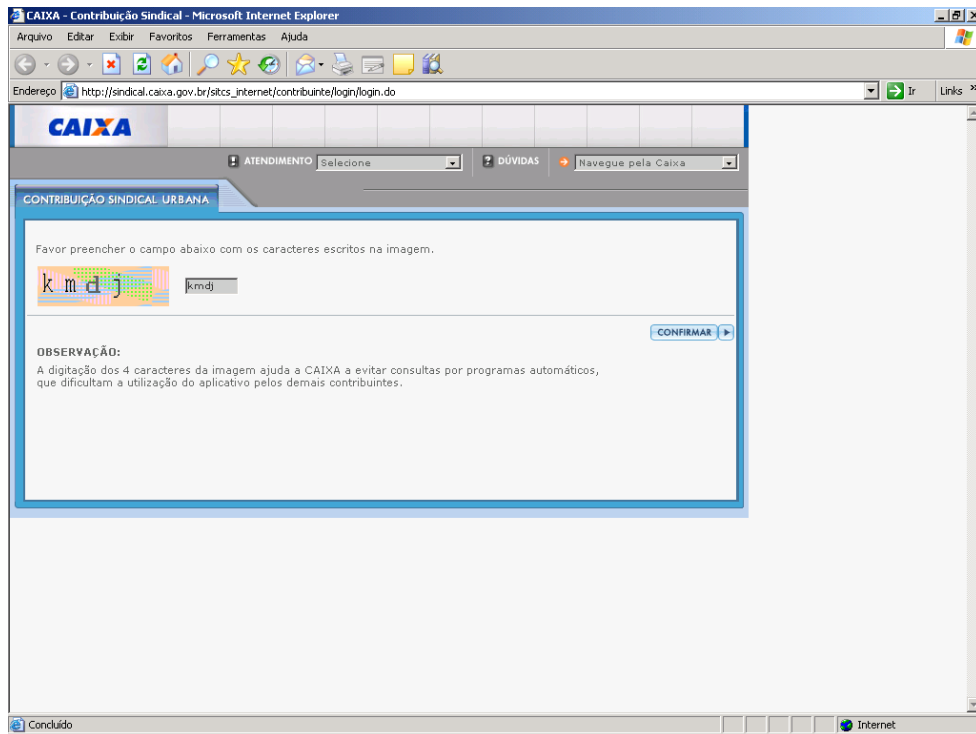 CAIXA - Contribuição Sindical - Microsoft Internet Explorer
Arquivo Editar Exibir Favoritos Ferramentas Ajuda
Endereço http://sindical.caixa.gov.br/sitcs_internet/contribuinte/login/login.do Ir Links »
CAIXA
ATENDIMENTO Selecione DÚVIDAS Navegue pela Caixa
CONTRIBUIÇÃO SINDICAL URBANA
Favor preencher o campo abaixo com os caracteres escritos na imagem.
k m d j kmdj
CONFIRMAR
OBSERVAÇÃO:
A digitação dos 4 caracteres da imagem ajuda a CAIXA a evitar consultas por programas automáticos,
que dificultam a utilização do aplicativo pelos demais contribuintes.
Concluído Internet